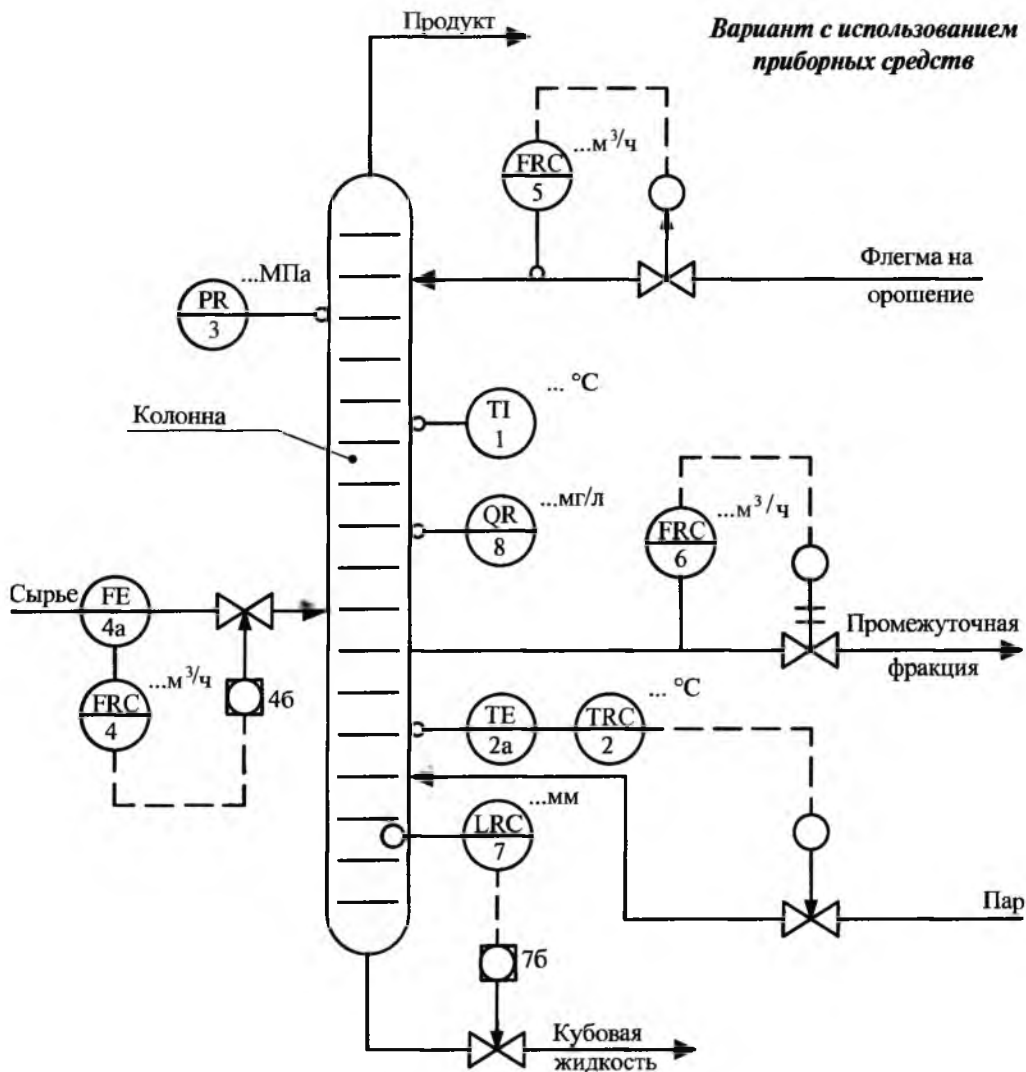 Продукт
Вариант с использованием
приборных средств
FRC
5
...м³/ч
Флегма на
орошение
...МПа
PR
3
... °C
TI
1
Колонна
...мг/л
QR
8
FRC
6
...м³/ч
Сырье
FE
4а
Промежуточная
фракция
...м³/ч
FRC
4
4б
... °C
TE
2а
TRC
2
...мм
LRC
7
Пар
7б
Кубовая
жидкость